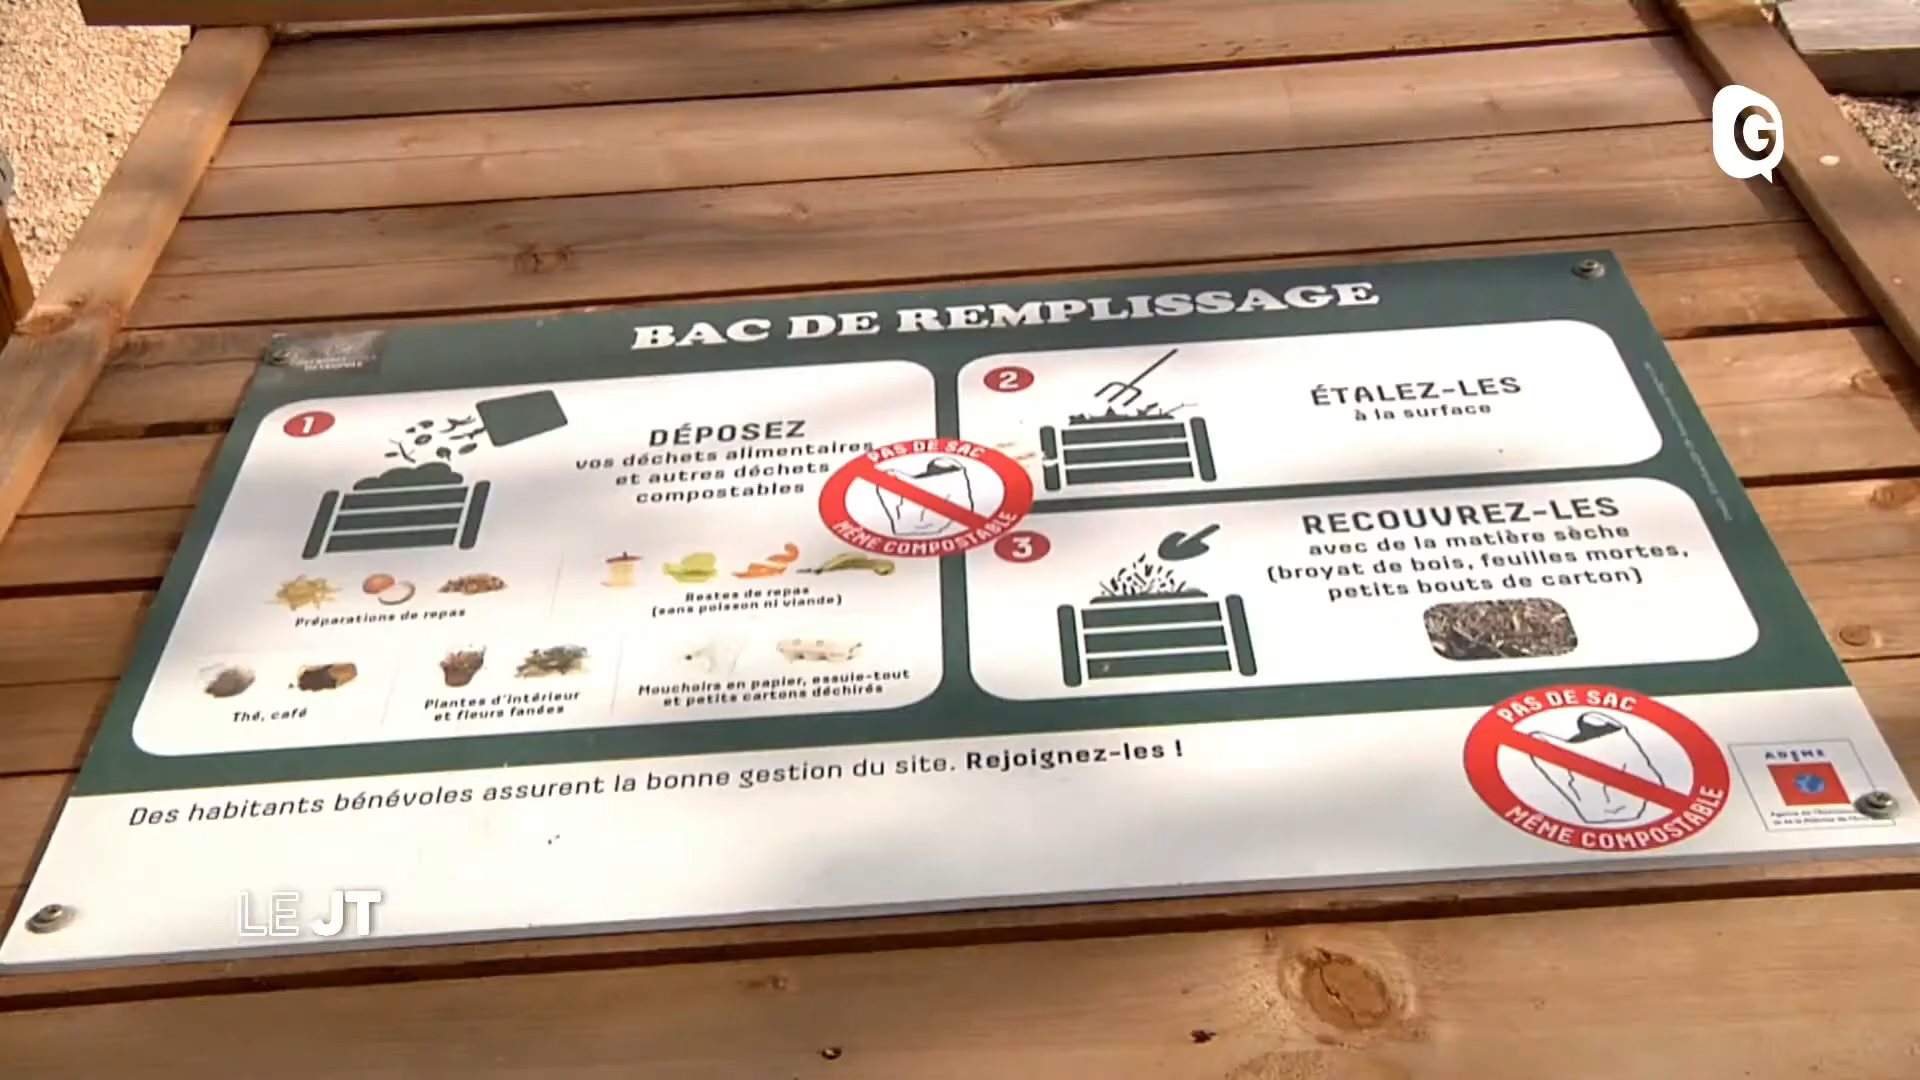 G
BAC DE REMPLISSAGE
1
DÉPOSEZ
vos déchets alimentaires
et autres déchets
compostables
PAS DE SAC
MÊME COMPOSTABLE
Préparations de repas
Restes de repas
(sans poisson ni viande)
Thé, café
Plantes d'intérieur
et fleurs fanées
Mouchoirs en papier, essuie-tout
et petits cartons déchirés
2
ÉTALEZ-LES
à la surface
3
RECOUVREZ-LES
avec de la matière sèche
(broyat de bois, feuilles mortes,
petits bouts de carton)
Des habitants bénévoles assurent la bonne gestion du site. Rejoignez-les !
PAS DE SAC
MÊME COMPOSTABLE
ADEME
LE JT